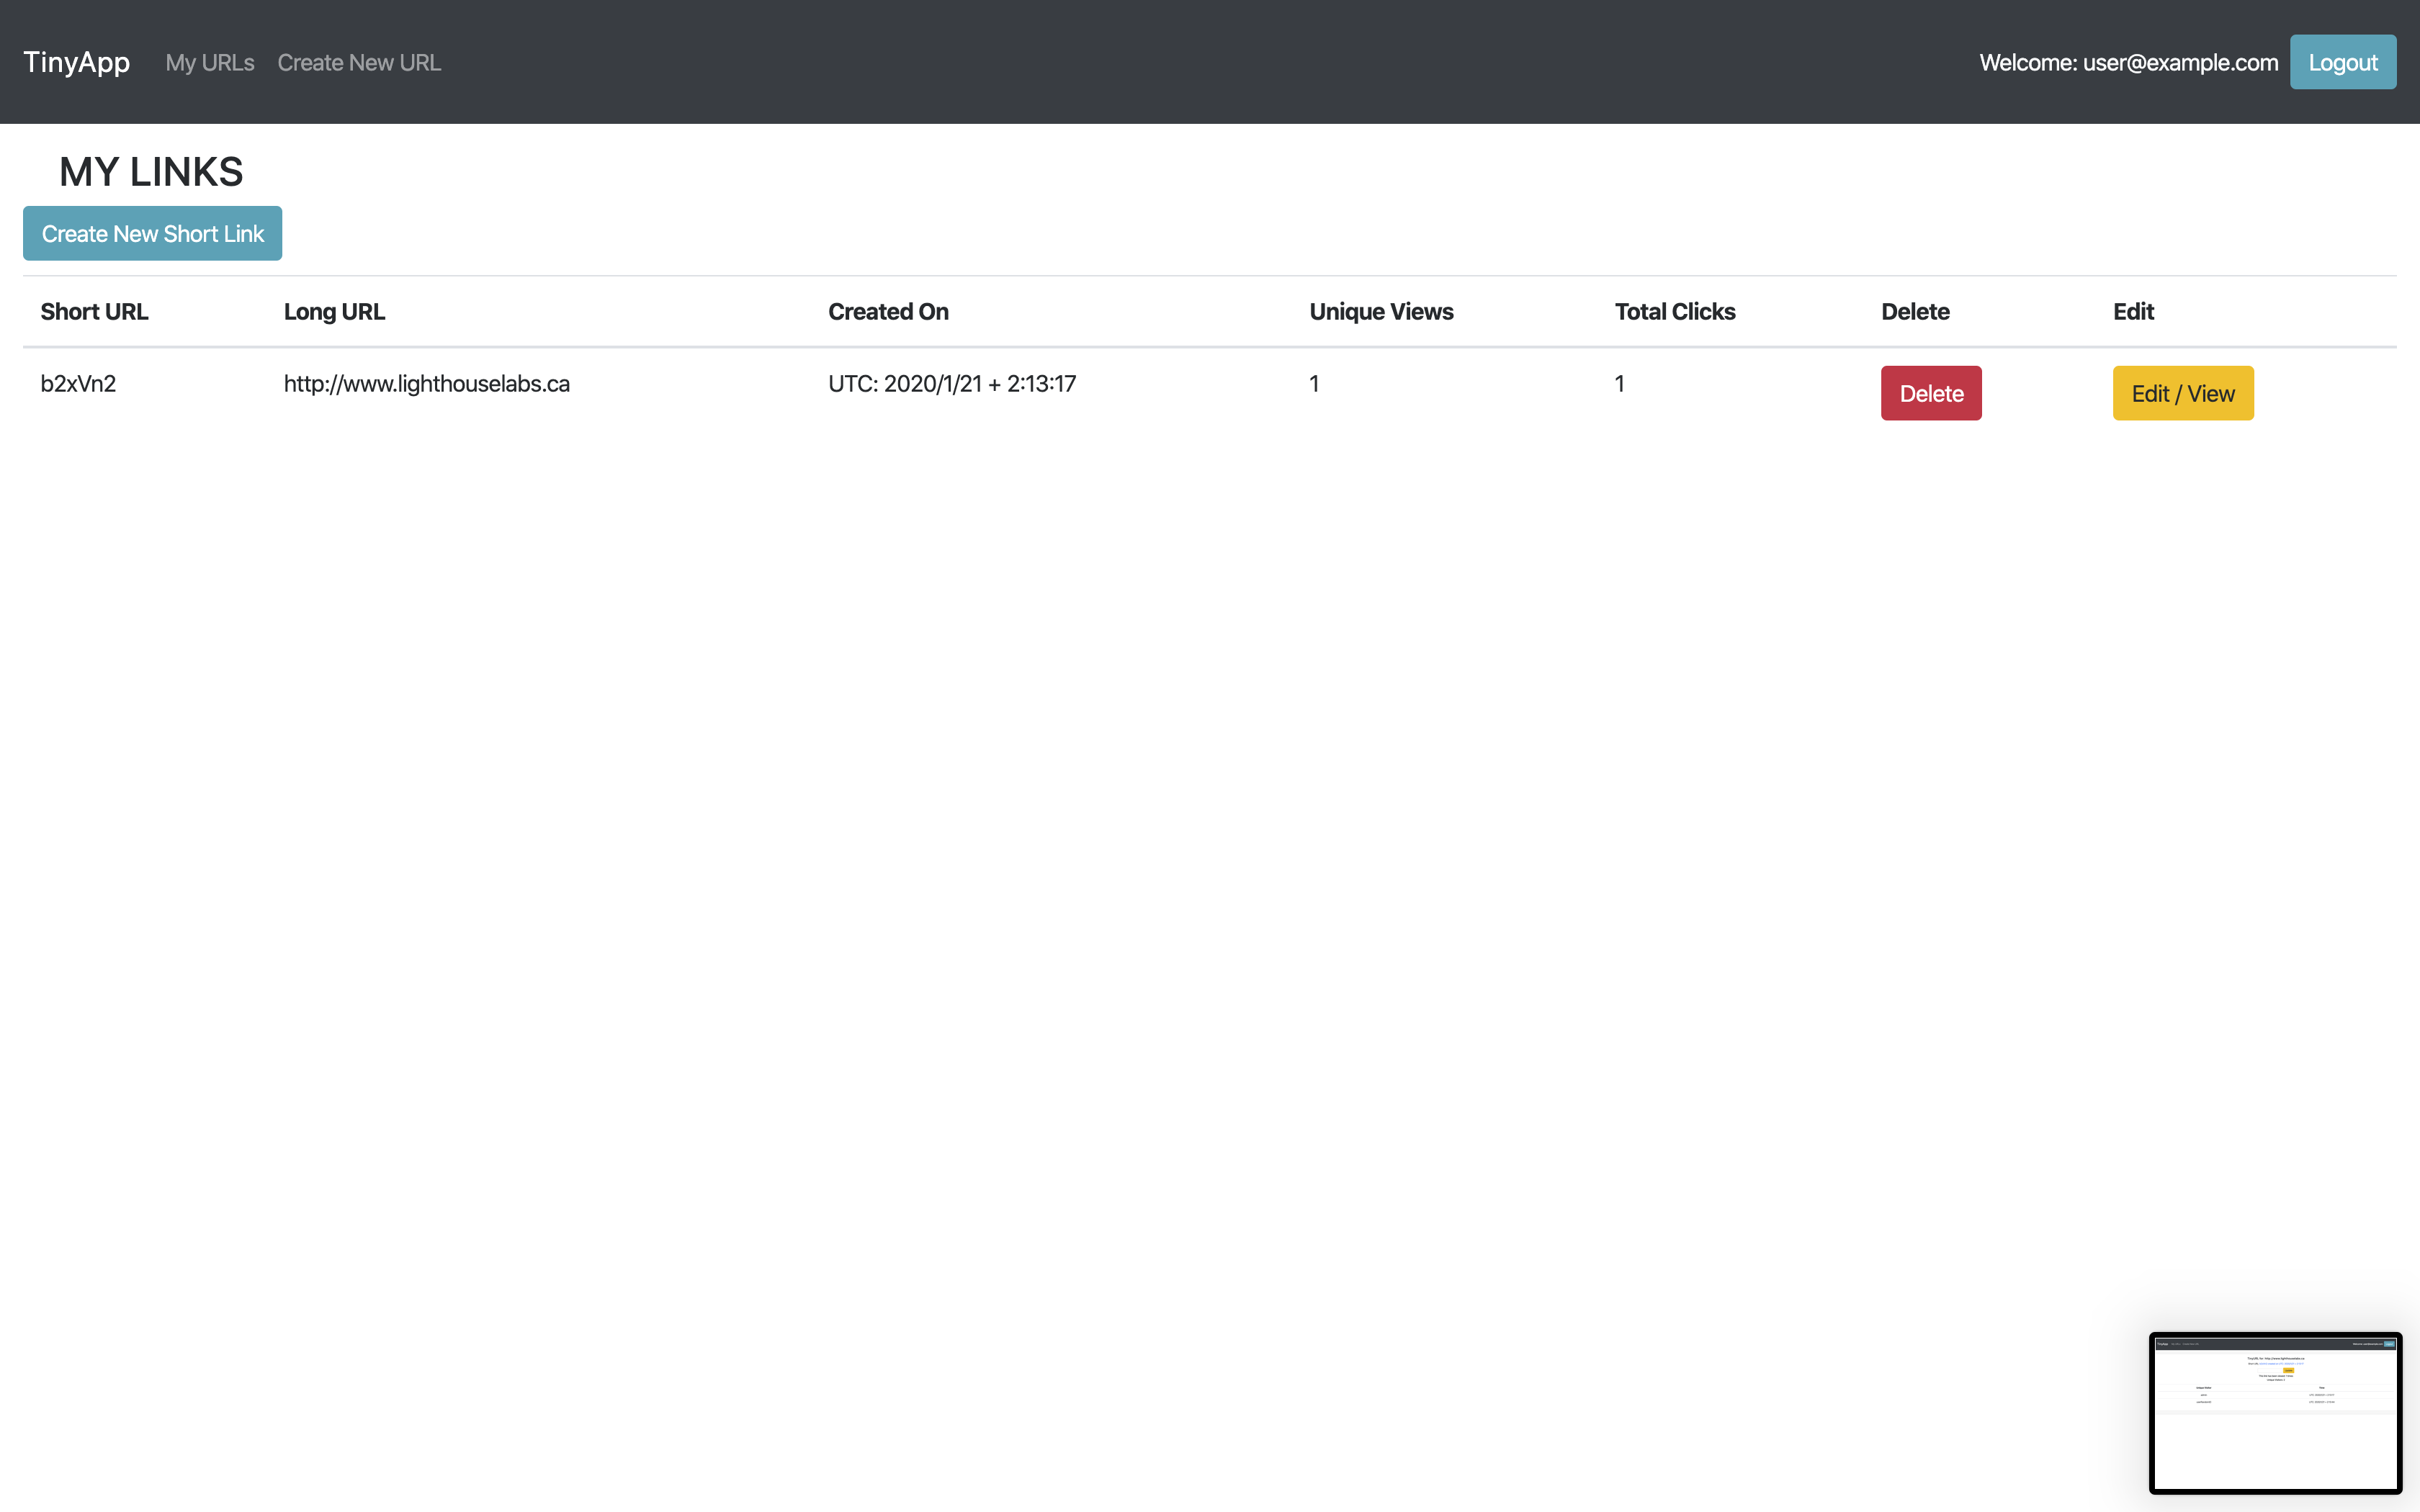 TinyApp My URLs Create New URL Welcome: user@example.com Logout
MY LINKS
Create New Short Link
Short URL Long URL Created On Unique Views Total Clicks Delete Edit
b2xVn2 http://www.lighthouselabs.ca UTC: 2020/1/21 + 2:13:17 1 1 Delete Edit / View